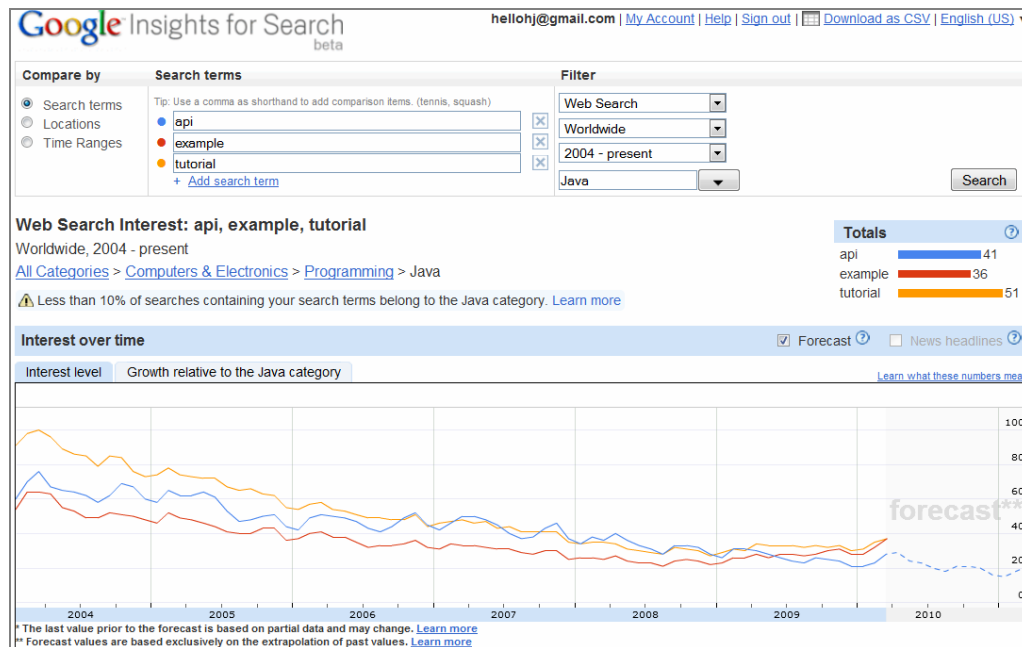 Google Insights for Search
beta
hellohj@gmail.com | My Account | Help | Sign out | Download as CSV | English (US)
Compare by
Search terms
Filter
Search terms
Locations
Time Ranges
Tip: Use a comma as shorthand to add comparison items. (tennis, squash)
api
example
tutorial
+ Add search term
Web Search
Worldwide
2004 - present
Java
Search
Web Search Interest: api, example, tutorial
Worldwide, 2004 - present
All Categories > Computers & Electronics > Programming > Java
Less than 10% of searches containing your search terms belong to the Java category. Learn more
Totals ?
api 41
example 36
tutorial 51
Interest over time
Forecast ?
News headlines ?
Interest level
Growth relative to the Java category
Learn what these numbers mea
100
80
60
40
20
0
forecast**
2004 2005 2006 2007 2008 2009 2010
* The last value prior to the forecast is based on partial data and may change. Learn more
** Forecast values are based exclusively on the extrapolation of past values. Learn more